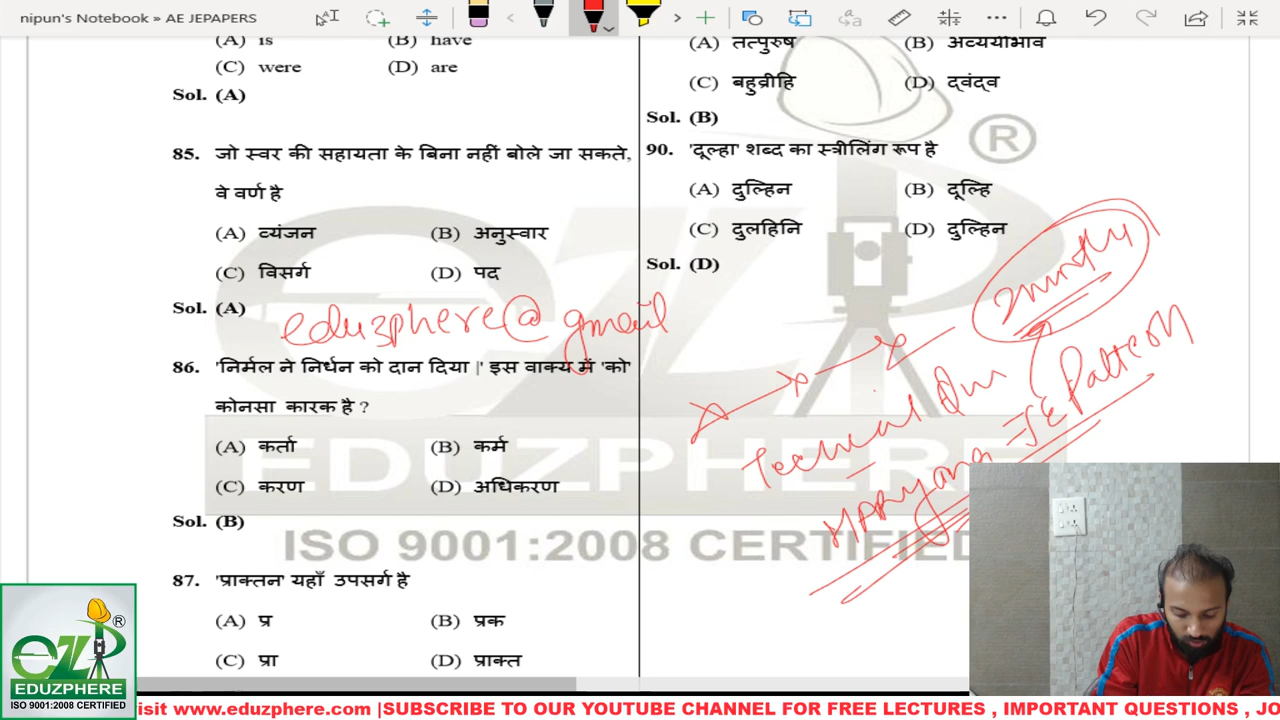 nipun's Notebook » AE JEPAPERS
(A) is (B) have
(C) were (D) are
Sol. (A)
85. जो स्वर की सहायता के बिना नहीं बोले जा सकते,
वे वर्ण है
(A) व्यंजन (B) अनुस्वार
(C) विसर्ग (D) पद
Sol. (A)
eduzphere@gmail
86. 'निर्मल ने निर्धन को दान दिया |' इस वाक्य में 'को'
कोनसा कारक है ?
(A) कर्ता (B) कर्म
(C) करण (D) अधिकरण
Sol. (B)
87. 'प्राक्तन' यहाँ उपसर्ग है
(A) प्र (B) प्रक
(C) प्रा (D) प्राक्त
(A) तत्पुरुष (B) अव्ययीभाव
(C) बहुव्रीहि (D) द्वंद्व
Sol. (B)
90. 'दूल्हा' शब्द का स्त्रीलिंग रूप है
(A) दुल्हिन (B) दूल्हि
(C) दुलहिनि (D) दुल्हिन
Sol. (D)
Haryana JE Pattern
®
EDUZPHERE
ISO 9001:2008 CERTIFIED
EZ ®
EDUZPHERE
ISO 9001:2008 CERTIFIED
isit www.eduzphere.com |SUBSCRIBE TO OUR YOUTUBE CHANNEL FOR FREE LECTURES , IMPORTANT QUESTIONS , JO